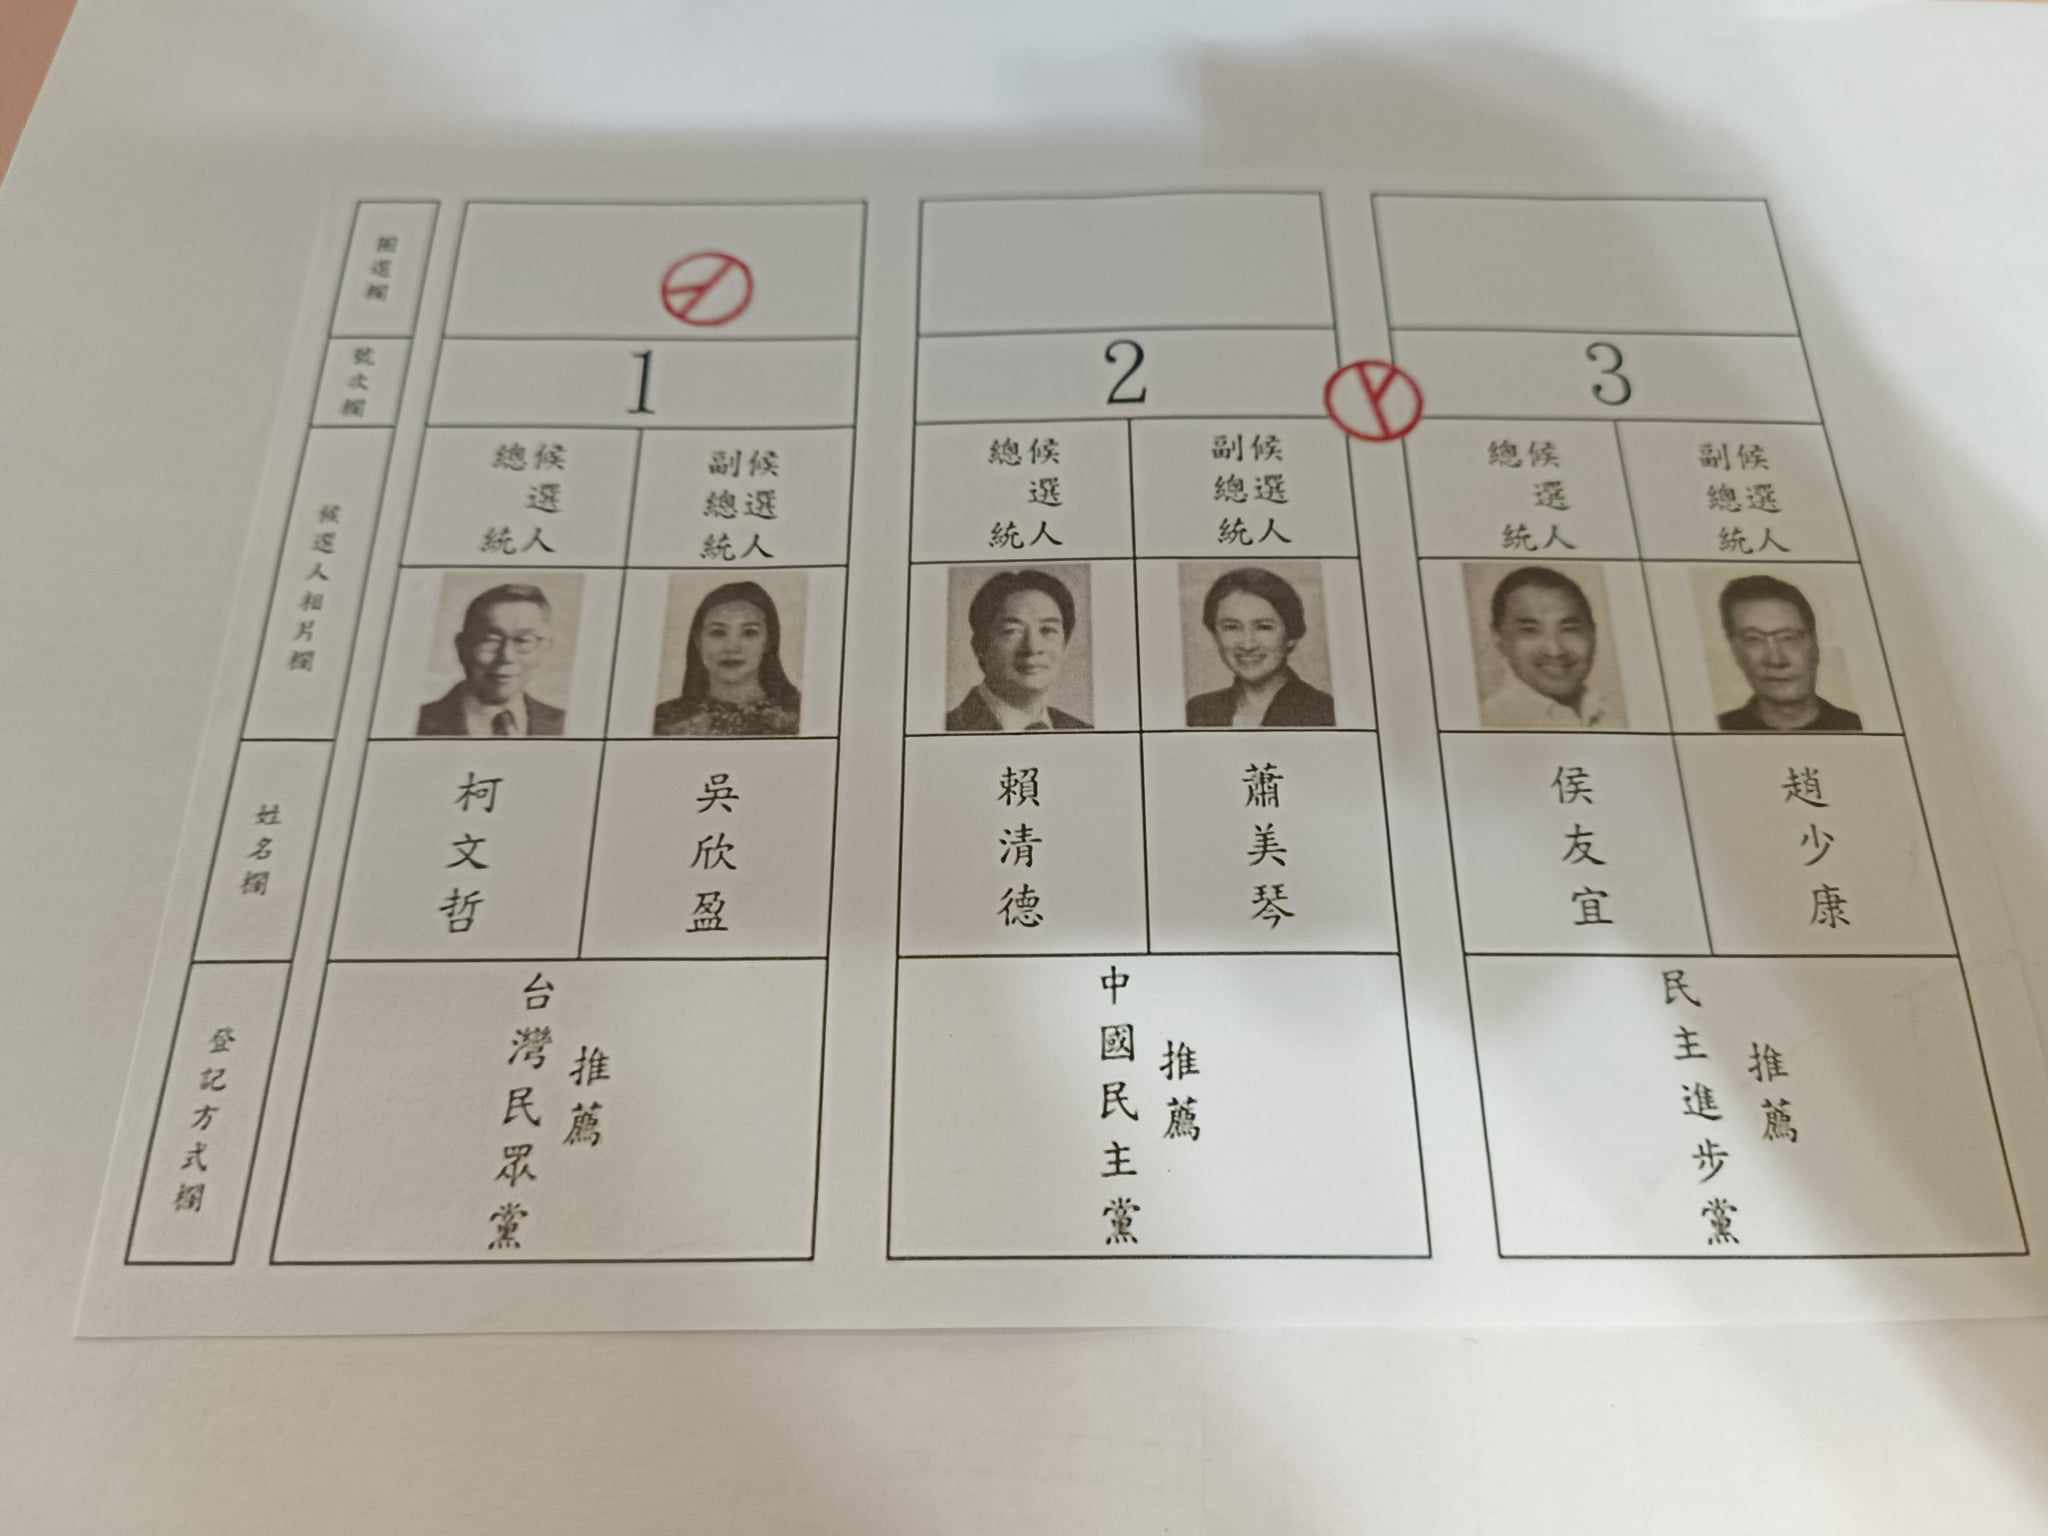 圈選欄
號次欄
候選人相片欄
姓名欄
登記方式欄
1
總統
候選人
副總統
候選人
柯文哲
吳欣盈
台灣民眾黨
推薦
2
總統
候選人
副總統
候選人
賴清德
蕭美琴
中國民主黨
推薦
3
總統
候選人
副總統
候選人
侯友宜
趙少康
民主進步黨
推薦